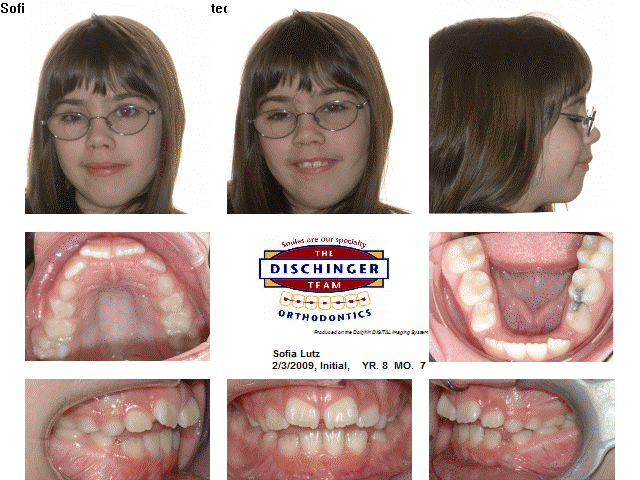 Sofi
tec
Smiles are our specialty
THE
DISCHINGER
TEAM
ORTHODONTICS
Produced on the Dolphin DIGITAL Imaging System
Sofia Lutz
2/3/2009, Initial, YR. 8 MO. 7